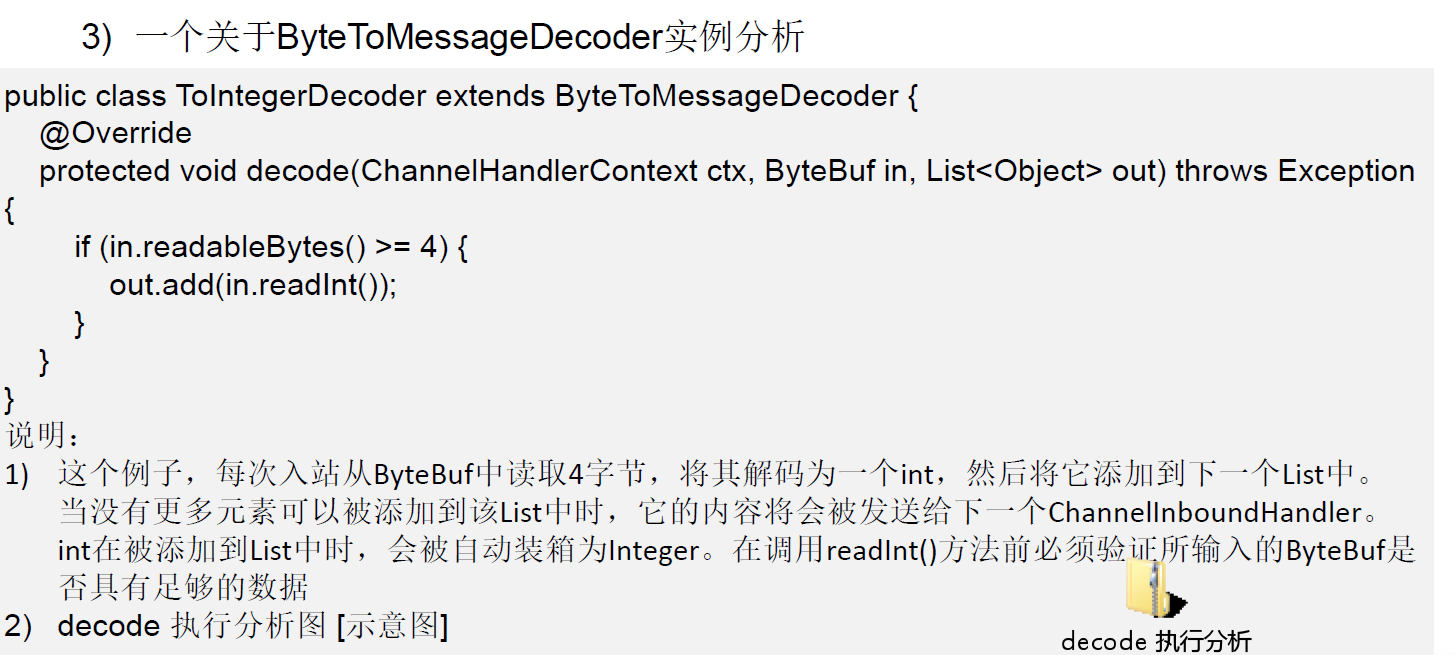 3) 一个关于ByteToMessageDecoder实例分析
public class ToIntegerDecoder extends ByteToMessageDecoder {
@Override
protected void decode(ChannelHandlerContext ctx, ByteBuf in, List<Object> out) throws Exception
{
if (in.readableBytes() >= 4) {
out.add(in.readInt());
}
}
}
说明：
1) 这个例子，每次入站从ByteBuf中读取4字节，将其解码为一个int，然后将它添加到下一个List中。
当没有更多元素可以被添加到该List中时，它的内容将会被发送给下一个ChannelInboundHandler。
int在被添加到List中时，会被自动装箱为Integer。在调用readInt()方法前必须验证所输入的ByteBuf是
否具有足够的数据
2) decode 执行分析图 [示意图]
decode 执行分析